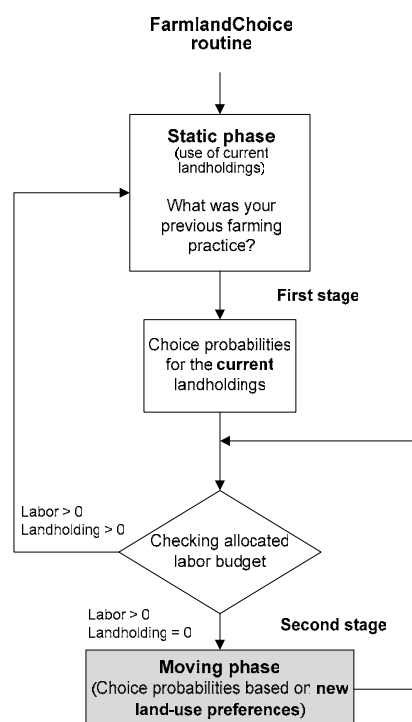 FarmlandChoice
routine
Static phase
(use of current
landholdings)
What was your
previous farming
practice?
First stage
Choice probabilities
for the current
landholdings
Labor > 0
Landholding > 0
Checking allocated
labor budget
Labor > 0
Landholding = 0
Second stage
Moving phase
(Choice probabilities based on new
land-use preferences)